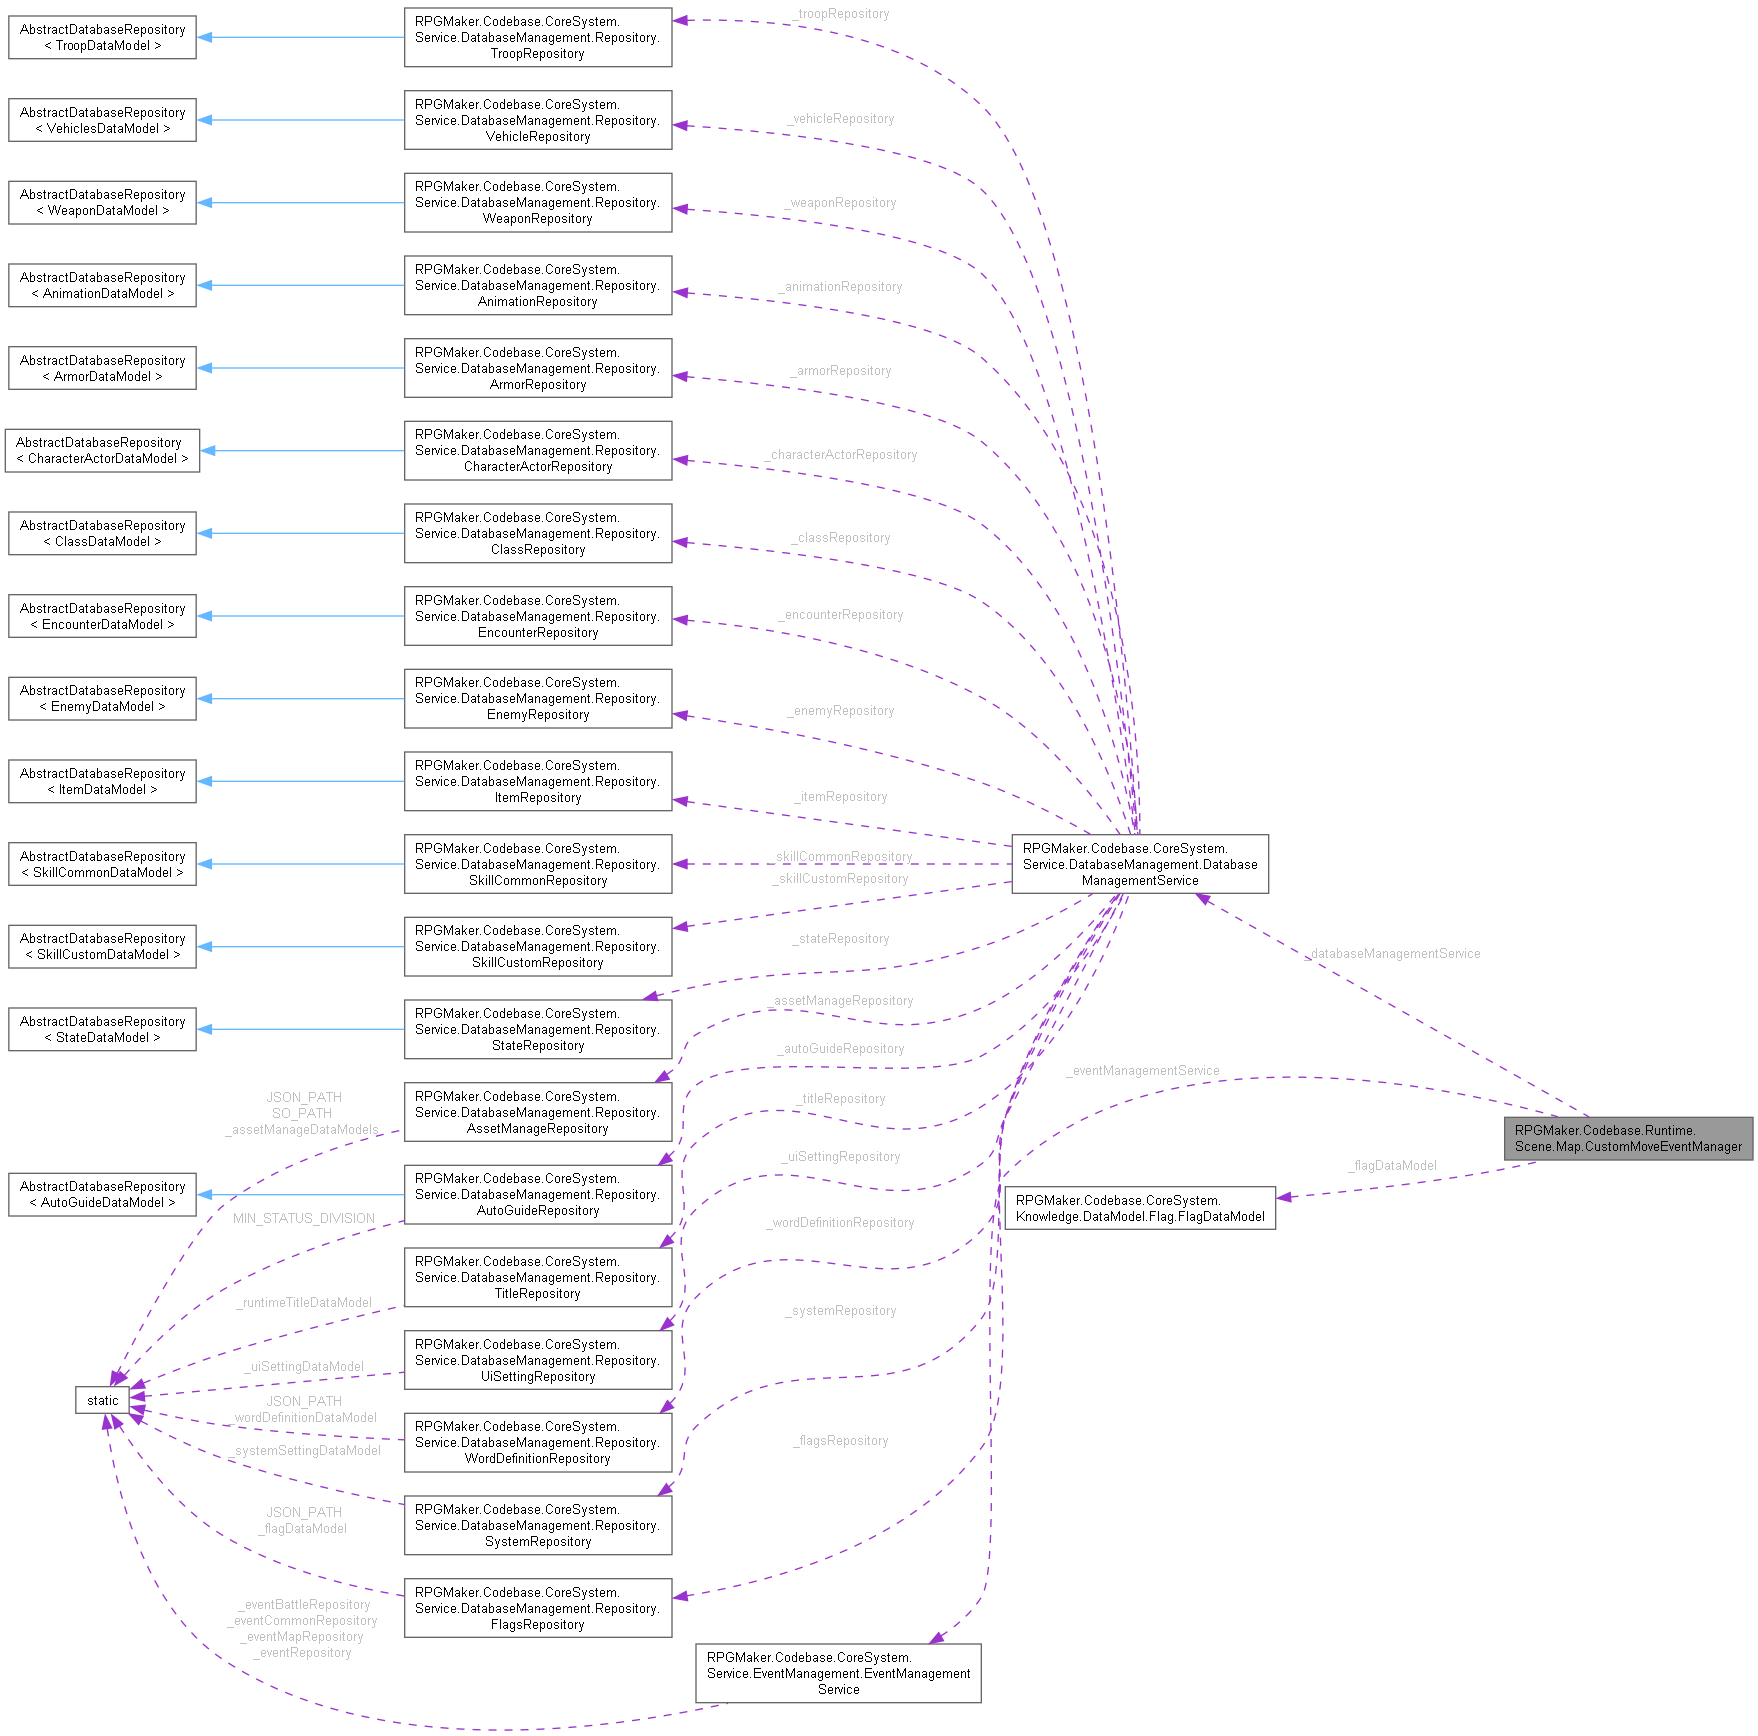 AbstractDatabaseRepository
< TroopDataModel >
RPGMaker.Codebase.CoreSystem.
Service.DatabaseManagement.Repository.
TroopRepository
_troopRepository
AbstractDatabaseRepository
< VehiclesDataModel >
RPGMaker.Codebase.CoreSystem.
Service.DatabaseManagement.Repository.
VehicleRepository
_vehicleRepository
AbstractDatabaseRepository
< WeaponDataModel >
RPGMaker.Codebase.CoreSystem.
Service.DatabaseManagement.Repository.
WeaponRepository
_weaponRepository
AbstractDatabaseRepository
< AnimationDataModel >
RPGMaker.Codebase.CoreSystem.
Service.DatabaseManagement.Repository.
AnimationRepository
_animationRepository
AbstractDatabaseRepository
< ArmorDataModel >
RPGMaker.Codebase.CoreSystem.
Service.DatabaseManagement.Repository.
ArmorRepository
_armorRepository
AbstractDatabaseRepository
< CharacterActorDataModel >
RPGMaker.Codebase.CoreSystem.
Service.DatabaseManagement.Repository.
CharacterActorRepository
_characterActorRepository
AbstractDatabaseRepository
< ClassDataModel >
RPGMaker.Codebase.CoreSystem.
Service.DatabaseManagement.Repository.
ClassRepository
_classRepository
AbstractDatabaseRepository
< EncounterDataModel >
RPGMaker.Codebase.CoreSystem.
Service.DatabaseManagement.Repository.
EncounterRepository
_encounterRepository
AbstractDatabaseRepository
< EnemyDataModel >
RPGMaker.Codebase.CoreSystem.
Service.DatabaseManagement.Repository.
EnemyRepository
_enemyRepository
AbstractDatabaseRepository
< ItemDataModel >
RPGMaker.Codebase.CoreSystem.
Service.DatabaseManagement.Repository.
ItemRepository
_itemRepository
AbstractDatabaseRepository
< SkillCommonDataModel >
RPGMaker.Codebase.CoreSystem.
Service.DatabaseManagement.Repository.
SkillCommonRepository
skillCommonRepository
RPGMaker.Codebase.CoreSystem.
Service.DatabaseManagement.Database
ManagementService
AbstractDatabaseRepository
< SkillCustomDataModel >
RPGMaker.Codebase.CoreSystem.
Service.DatabaseManagement.Repository.
SkillCustomRepository
_skillCustomRepository
AbstractDatabaseRepository
< StateDataModel >
RPGMaker.Codebase.CoreSystem.
Service.DatabaseManagement.Repository.
StateRepository
_stateRepository
_databaseManagementService
RPGMaker.Codebase.CoreSystem.
Service.DatabaseManagement.Repository.
AssetManageRepository
_assetManageRepository
JSON_PATH
SO_PATH
_assetManageDataModels
_autoGuideRepository
_eventManagementService
RPGMaker.Codebase.Runtime.
Scene.Map.CustomMoveEventManager
AbstractDatabaseRepository
< AutoGuideDataModel >
RPGMaker.Codebase.CoreSystem.
Service.DatabaseManagement.Repository.
AutoGuideRepository
MIN_STATUS_DIVISION
_titleRepository
_flagDataModel
RPGMaker.Codebase.CoreSystem.
Knowledge.DataModel.Flag.FlagDataModel
RPGMaker.Codebase.CoreSystem.
Service.DatabaseManagement.Repository.
TitleRepository
_runtimeTitleDataModel
_uiSettingRepository
RPGMaker.Codebase.CoreSystem.
Service.DatabaseManagement.Repository.
UiSettingRepository
_uiSettingDataModel
_wordDefinitionRepository
static
JSON_PATH
_wordDefinitionDataModel
RPGMaker.Codebase.CoreSystem.
Service.DatabaseManagement.Repository.
WordDefinitionRepository
_systemRepository
_systemSettingDataModel
RPGMaker.Codebase.CoreSystem.
Service.DatabaseManagement.Repository.
SystemRepository
_flagsRepository
JSON_PATH
_flagDataModel
RPGMaker.Codebase.CoreSystem.
Service.DatabaseManagement.Repository.
FlagsRepository
_eventBattleRepository
_eventCommonRepository
_eventMapRepository
_eventRepository
RPGMaker.Codebase.CoreSystem.
Service.EventManagement.EventManagement
Service